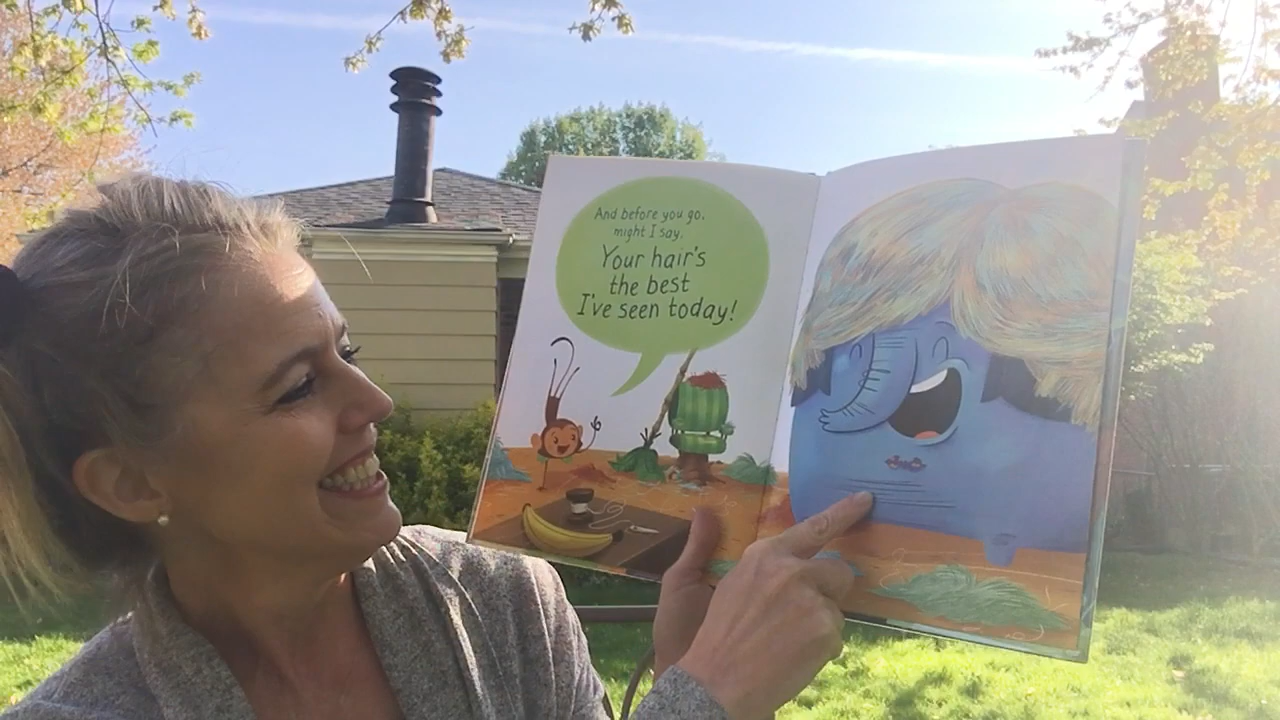 And before you go,
might I say,
Your hair's
the best
I've seen today!